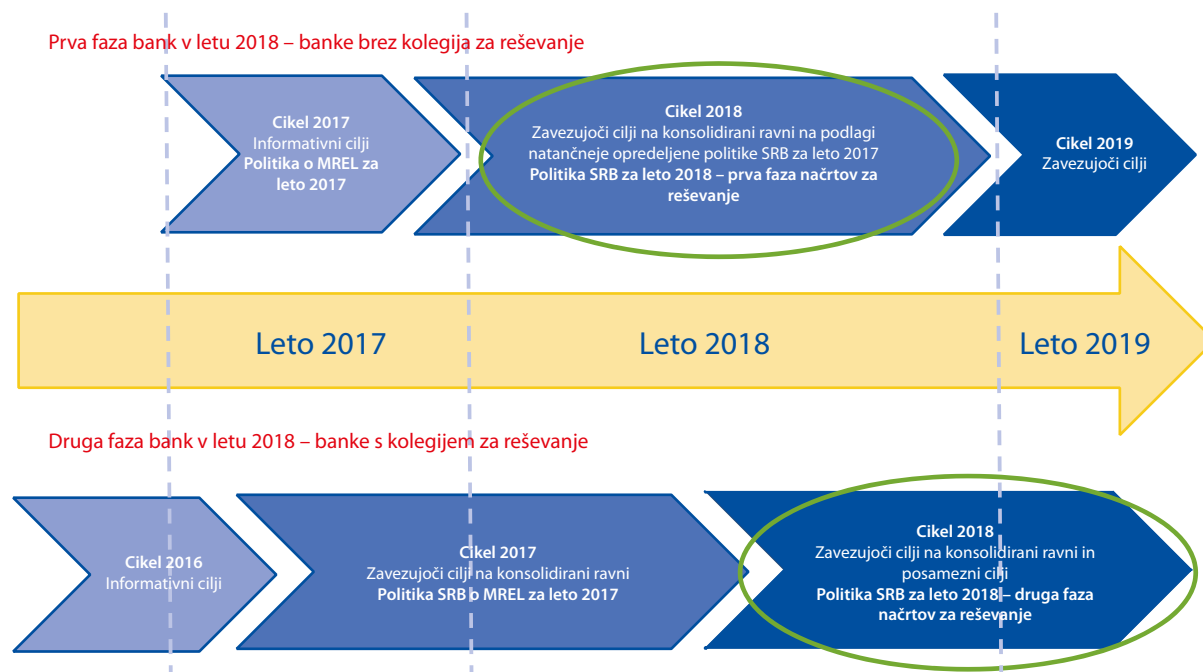 Prva faza bank v letu 2018 – banke brez kolegija za reševanje
Cikel 2017
Informativni cilji
Politika o MREL za
leto 2017
Cikel 2018
Zavezujoči cilji na konsolidirani ravni na podlagi
natančneje opredeljene politike SRB za leto 2017
Politika SRB za leto 2018 – prva faza načrtov za
reševanje
Cikel 2019
Zavezujoči cilji
Leto 2017
Leto 2018
Leto 2019
Druga faza bank v letu 2018 – banke s kolegijem za reševanje
Cikel 2016
Informativni cilji
Cikel 2017
Zavezujoči cilji na konsolidirani ravni
Politika SRB o MREL za leto 2017
Cikel 2018
Zavezujoči cilji na konsolidirani ravni in
posamezni cilji
Politika SRB za leto 2018 – druga faza
načrtov za reševanje